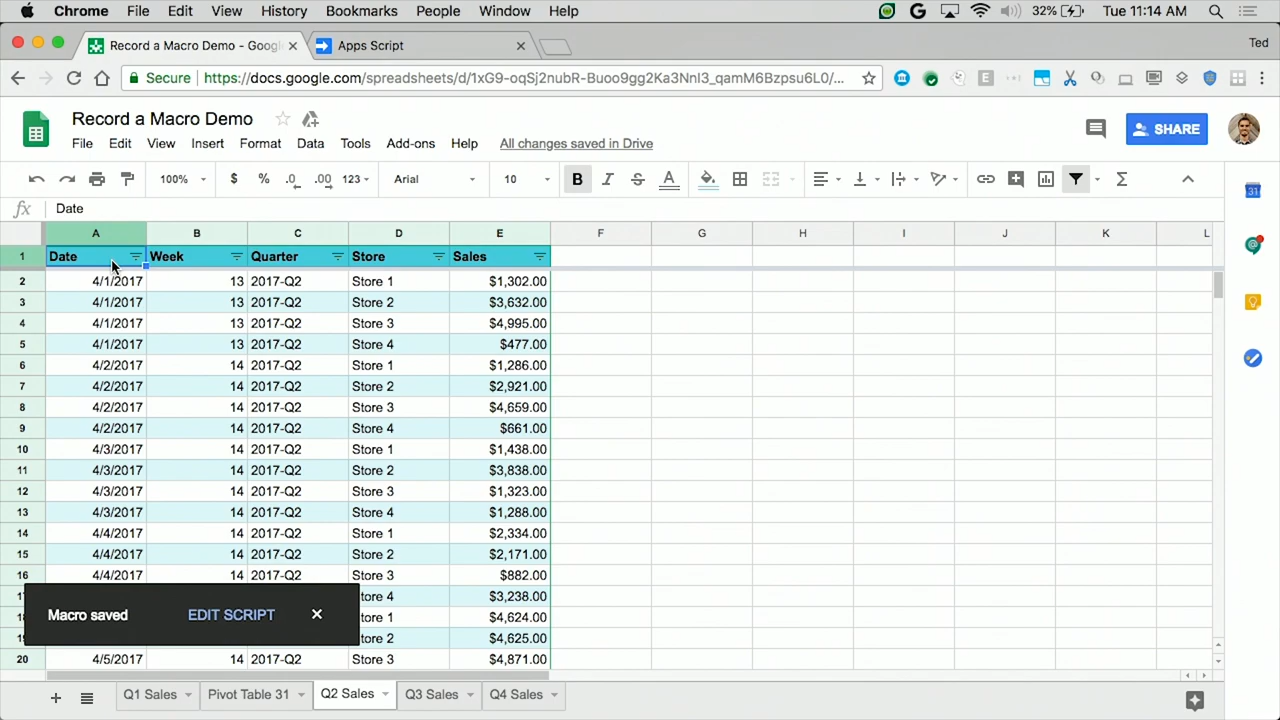 Chrome File Edit View History Bookmarks People Window Help 32% Tue 11:14 AM
Record a Macro Demo - Google Apps Script Ted
Secure https://docs.google.com/spreadsheets/d/1xG9-oqSj2nubR-Buoo9gg2Ka3Nnl3_qamM6Bzpsu6L0/...
Record a Macro Demo
SHARE
File Edit View Insert Format Data Tools Add-ons Help All changes saved in Drive
100% $ % .0 .00 123 Arial 10 B I S A Σ
fx Date
A B C D E F G H I J K L
1 Date Week Quarter Store Sales
2 4/1/2017 13 2017-Q2 Store 1 $1,302.00
3 4/1/2017 13 2017-Q2 Store 2 $3,632.00
4 4/1/2017 13 2017-Q2 Store 3 $4,995.00
5 4/1/2017 13 2017-Q2 Store 4 $477.00
6 4/2/2017 14 2017-Q2 Store 1 $1,286.00
7 4/2/2017 14 2017-Q2 Store 2 $2,921.00
8 4/2/2017 14 2017-Q2 Store 3 $4,659.00
9 4/2/2017 14 2017-Q2 Store 4 $661.00
10 4/3/2017 14 2017-Q2 Store 1 $1,438.00
11 4/3/2017 14 2017-Q2 Store 2 $3,838.00
12 4/3/2017 14 2017-Q2 Store 3 $1,323.00
13 4/3/2017 14 2017-Q2 Store 4 $1,288.00
14 4/4/2017 14 2017-Q2 Store 1 $2,334.00
15 4/4/2017 14 2017-Q2 Store 2 $2,171.00
16 4/4/2017 14 2017-Q2 Store 3 $882.00
tore 4 $3,238.00
Macro saved EDIT SCRIPT × tore 1 $4,624.00
tore 2 $4,625.00
20 4/5/2017 14 2017-Q2 Store 3 $4,871.00
+ Q1 Sales Pivot Table 31 Q2 Sales Q3 Sales Q4 Sales